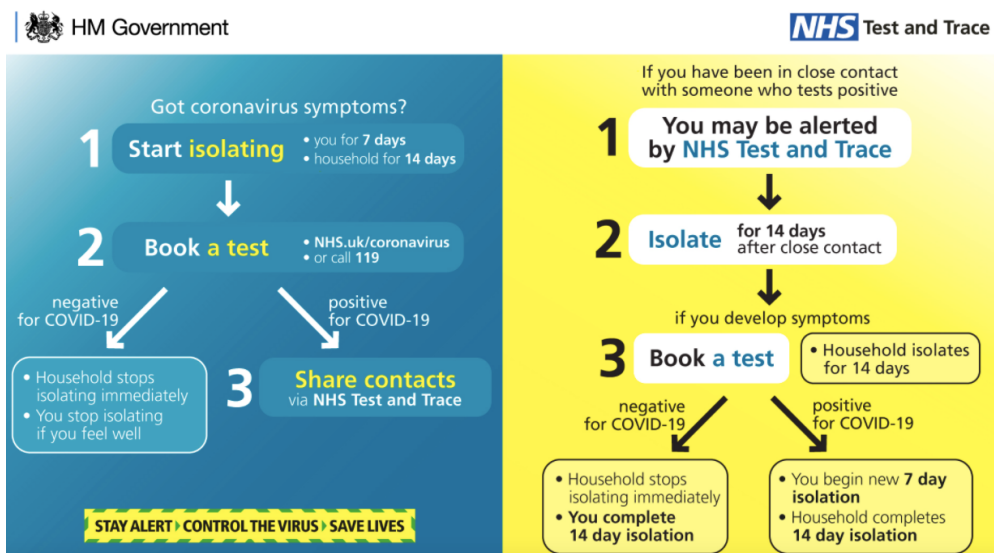 HM Government
NHS Test and Trace
Got coronavirus symptoms?
1
Start isolating
• you for 7 days
• household for 14 days
2
Book a test
• NHS.uk/coronavirus
• or call 119
negative
for COVID-19
positive
for COVID-19
• Household stops
isolating immediately
• You stop isolating
if you feel well
3
Share contacts
via NHS Test and Trace
STAY ALERT CONTROL THE VIRUS SAVE LIVES
If you have been in close contact
with someone who tests positive
1
You may be alerted
by NHS Test and Trace
2
Isolate
for 14 days
after close contact
if you develop symptoms
3
Book a test
• Household isolates
for 14 days
negative
for COVID-19
positive
for COVID-19
• Household stops
isolating immediately
• You complete
14 day isolation
• You begin new 7 day
isolation
• Household completes
14 day isolation